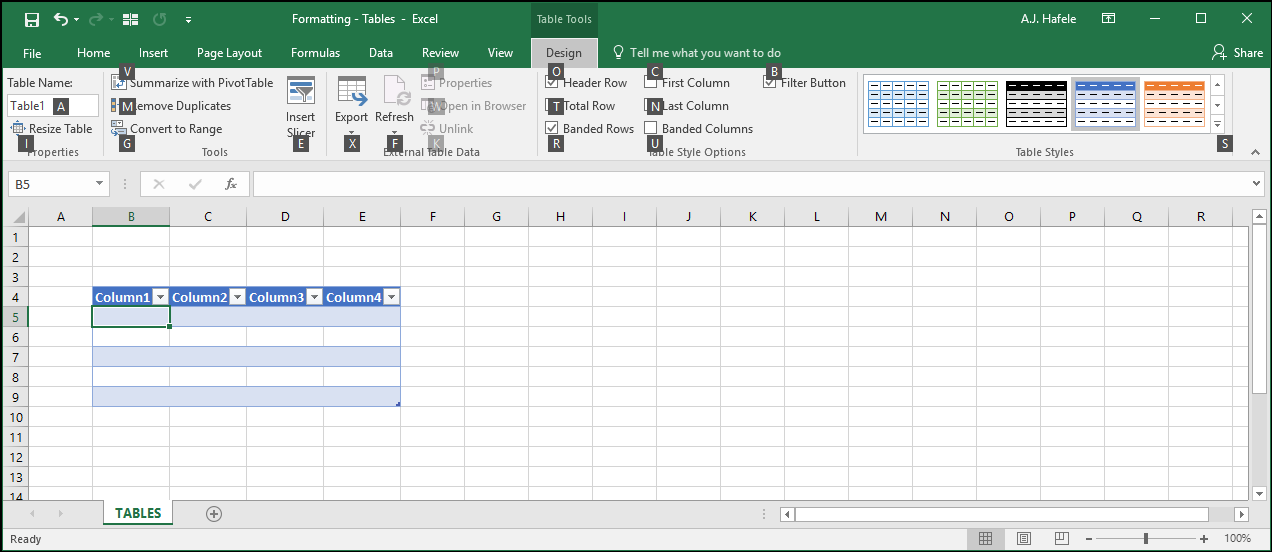 Formatting - Tables - Excel
Table Tools
A.J. Hafele
File
Home
Insert
Page Layout
Formulas
Data
Review
View
Design
Tell me what you want to do
Share
Table Name:
Table1
A
Resize Table
I
Properties
V
Summarize with PivotTable
M
Remove Duplicates
Convert to Range
G
Tools
Insert
Slicer
E
Export
X
Refresh
F
P
Properties
W
Open in Browser
Unlink
K
External Table Data
O
Header Row
T
Total Row
Banded Rows
R
C
First Column
N
Last Column
Banded Columns
U
B
Filter Button
Table Style Options
Table Styles
S
B5
fx
A B C D E F G H I J K L M N O P Q R
1
2
3
4 Column1 Column2 Column3 Column4
5
6
7
8
9
10
11
12
13
14
TABLES
Ready
100%